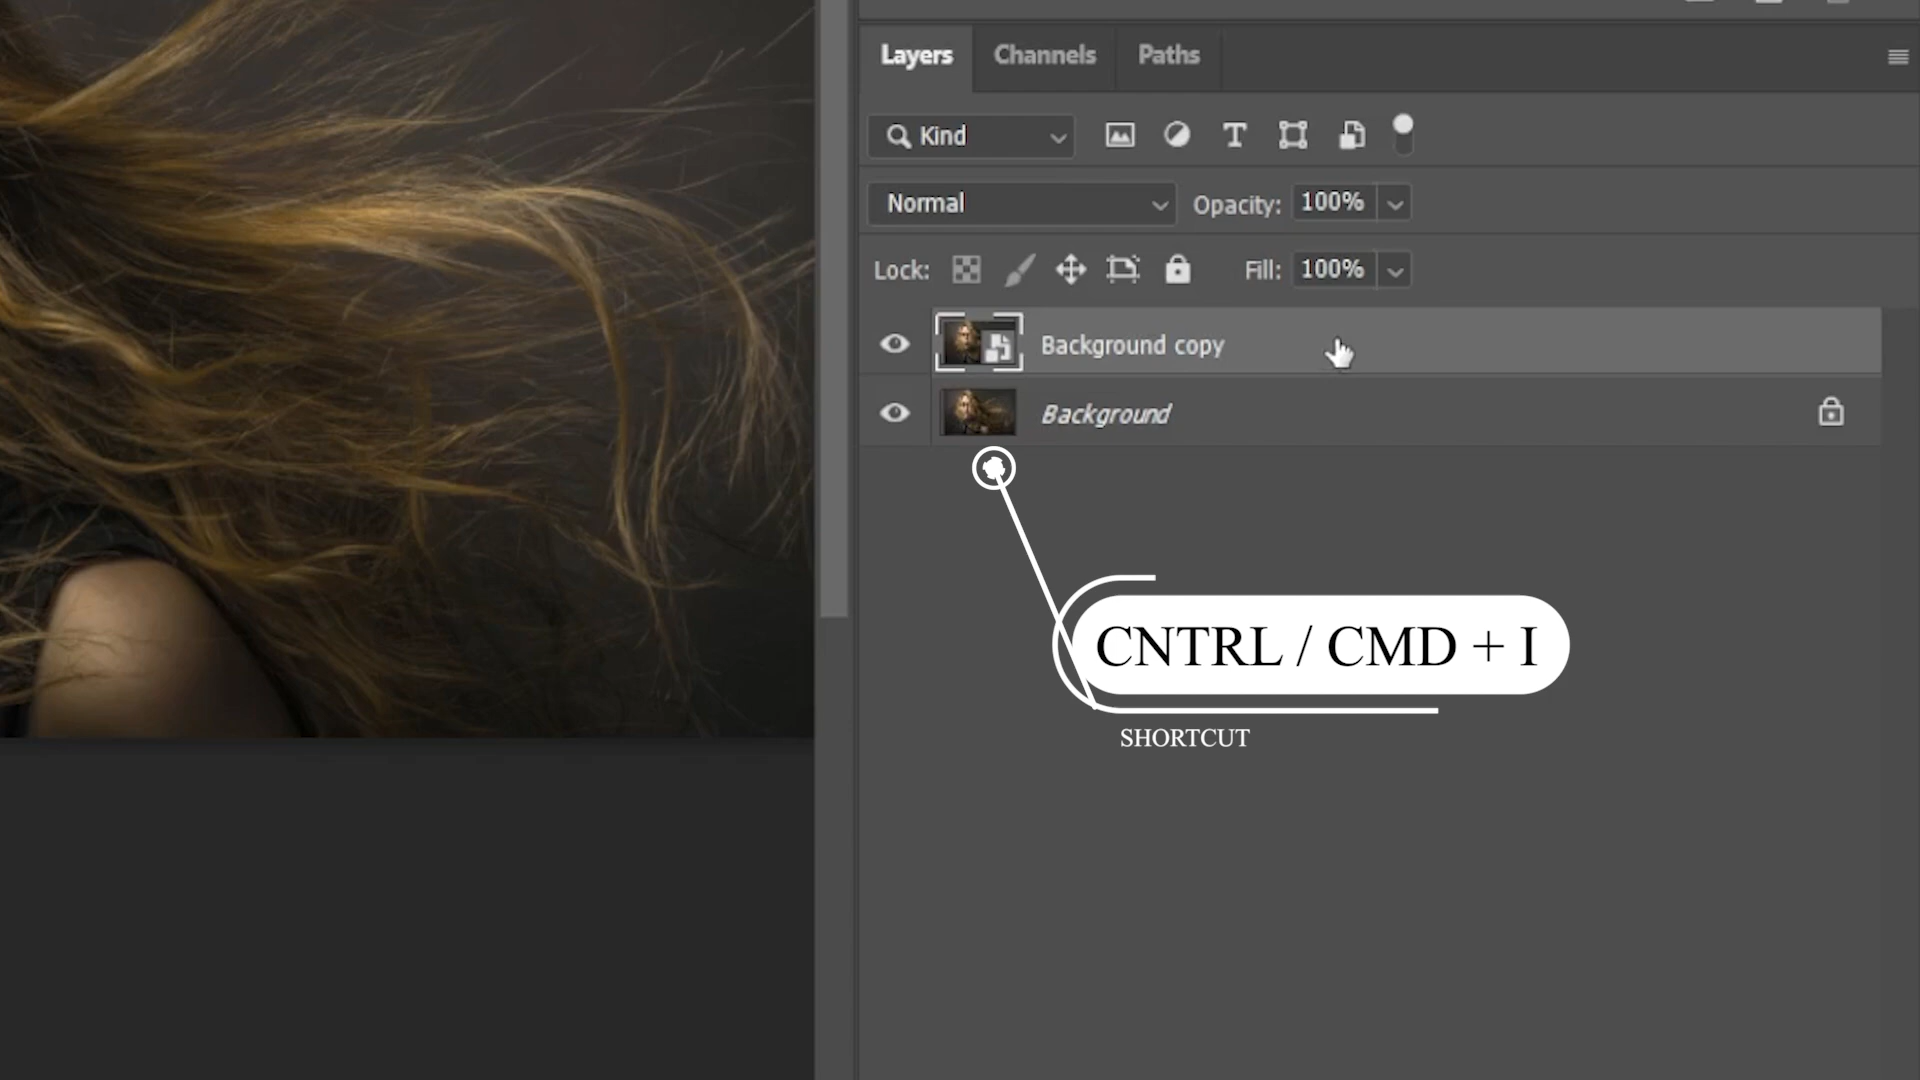 Layers Channels Paths
Kind
Normal Opacity: 100%
Lock: Fill: 100%
Background copy
Background
CNTRL / CMD + I
SHORTCUT